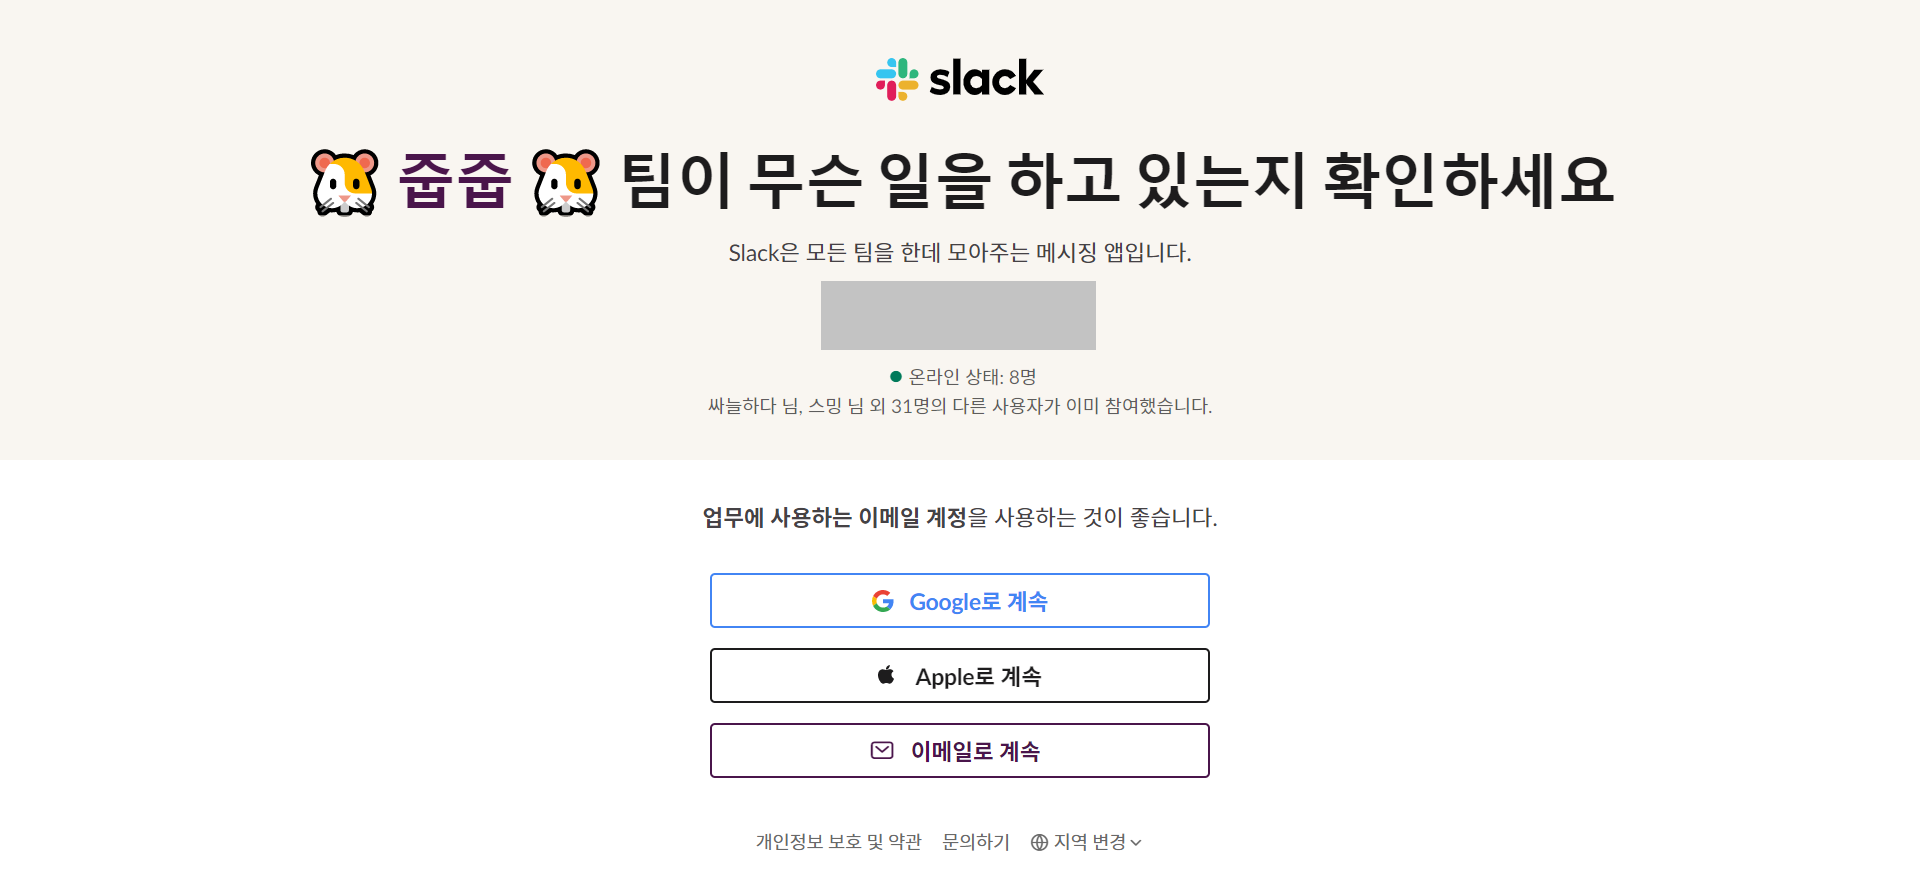 slack
🐹 줍줍 🐹 팀이 무슨 일을 하고 있는지 확인하세요
Slack은 모든 팀을 한데 모아주는 메시징 앱입니다.
온라인 상태: 8명
싸늘하다 님, 스밍 님 외 31명의 다른 사용자가 이미 참여했습니다.
업무에 사용하는 이메일 계정을 사용하는 것이 좋습니다.
Google로 계속
Apple로 계속
이메일로 계속
개인정보 보호 및 약관 문의하기 지역 변경